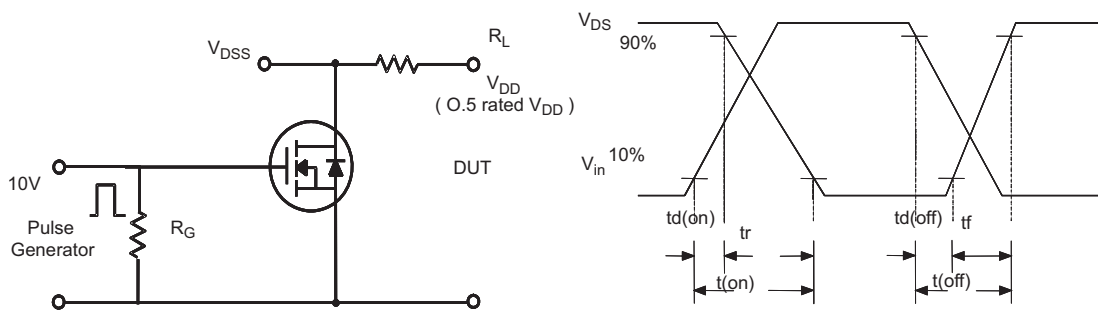 V_DSS
R_L
V_DD
( O.5 rated V_DD )
10V
Pulse
Generator
R_G
DUT
V_DS
90%
V_in 10%
td(on)
tr
t(on)
td(off)
tf
t(off)